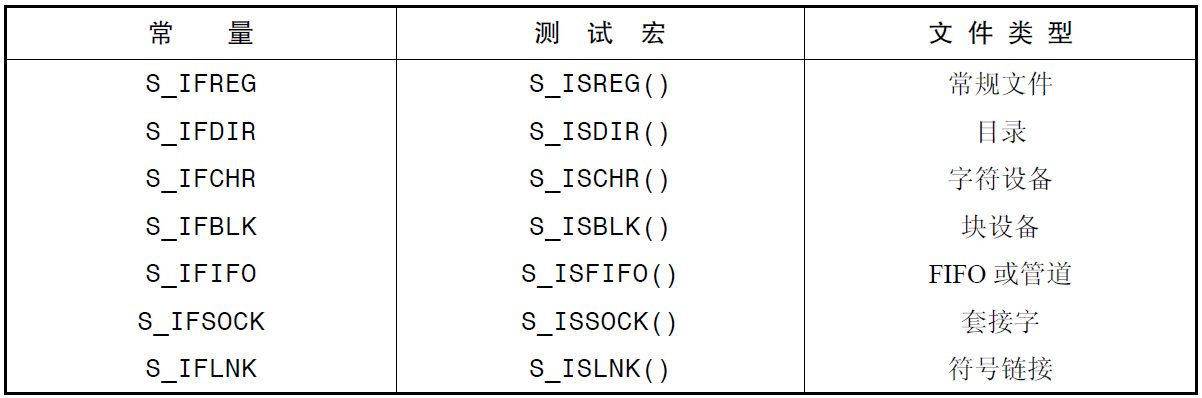 常 量 测 试 宏 文 件 类 型
S_IFREG S_ISREG() 常规文件
S_IFDIR S_ISDIR() 目录
S_IFCHR S_ISCHR() 字符设备
S_IFBLK S_ISBLK() 块设备
S_IFIFO S_ISFIFO() FIFO 或管道
S_IFSOCK S_ISSOCK() 套接字
S_IFLNK S_ISLNK() 符号链接